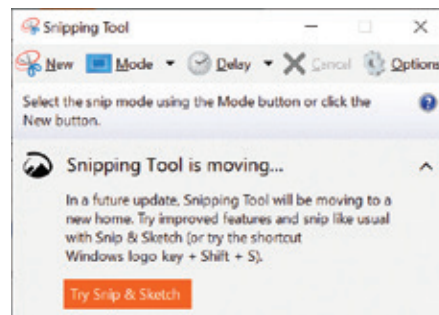 Snipping Tool
New Mode Delay Cancel Options
Select the snip mode using the Mode button or click the
New button.
Snipping Tool is moving...
In a future update, Snipping Tool will be moving to a
new home. Try improved features and snip like usual
with Snip & Sketch (or try the shortcut
Windows logo key + Shift + S).
Try Snip & Sketch